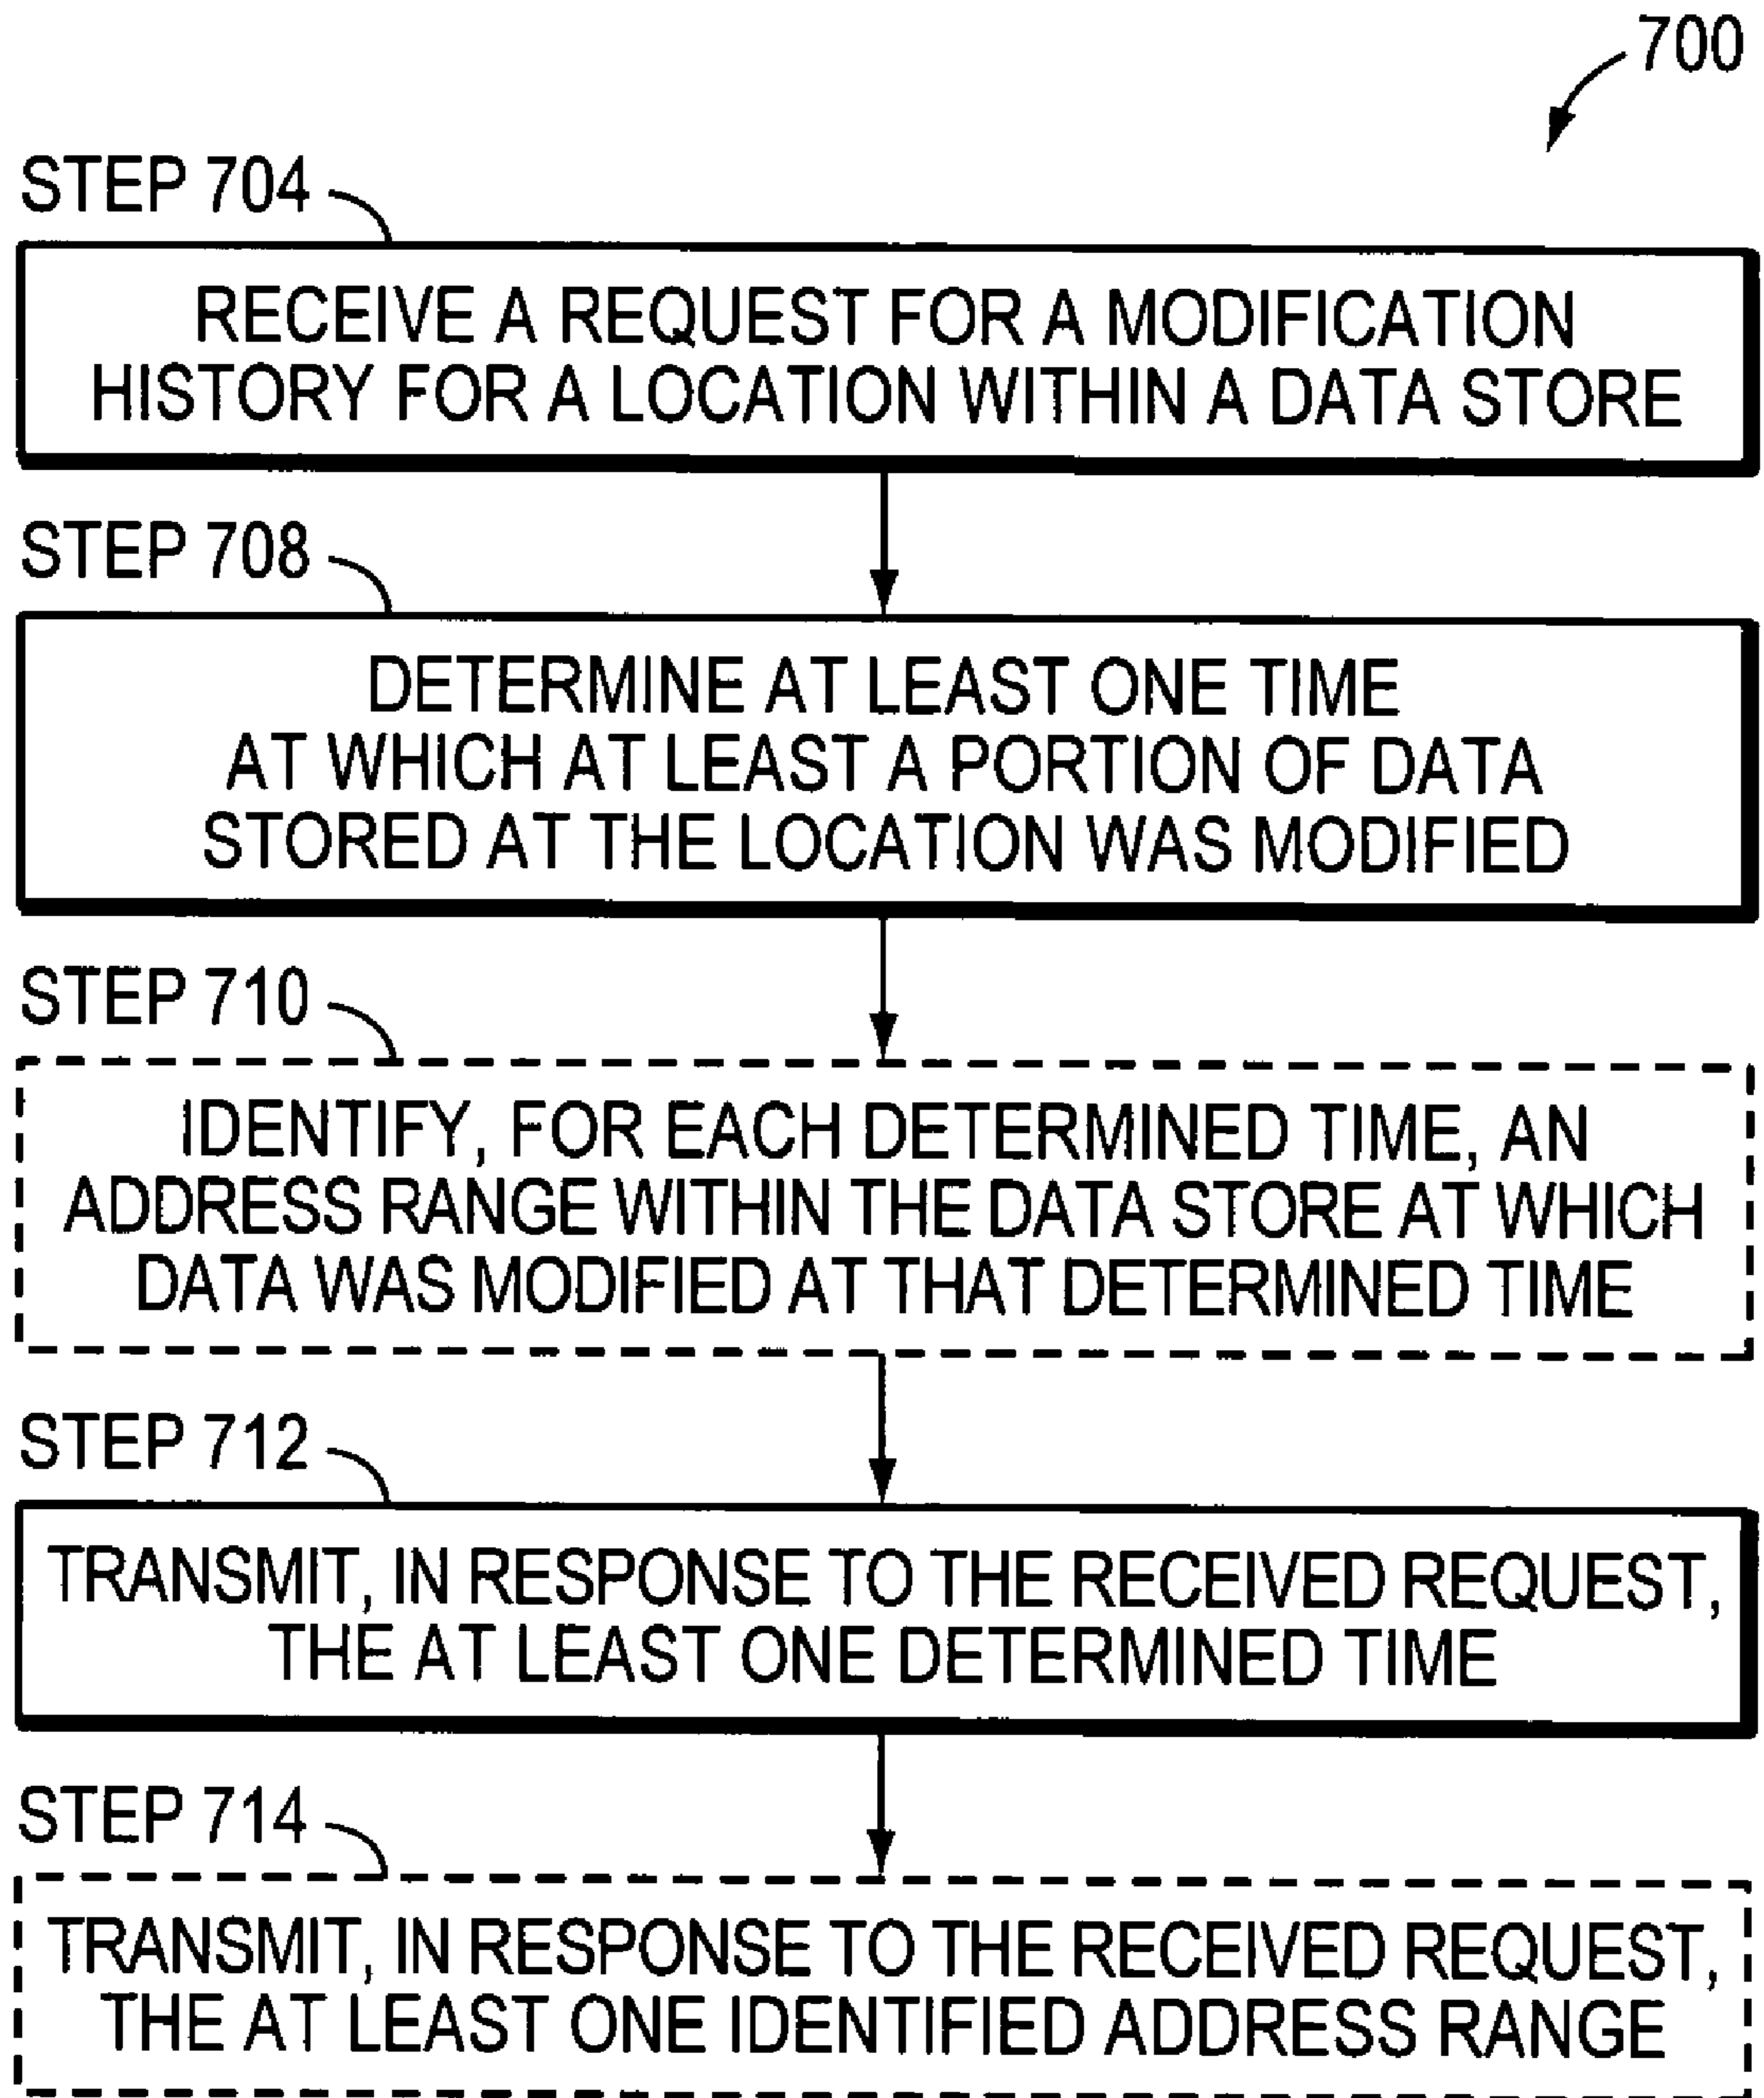 700
STEP 704
RECEIVE A REQUEST FOR A MODIFICATION
HISTORY FOR A LOCATION WITHIN A DATA STORE
STEP 708
DETERMINE AT LEAST ONE TIME
AT WHICH AT LEAST A PORTION OF DATA
STORED AT THE LOCATION WAS MODIFIED
STEP 710
IDENTIFY, FOR EACH DETERMINED TIME, AN
ADDRESS RANGE WITHIN THE DATA STORE AT WHICH
DATA WAS MODIFIED AT THAT DETERMINED TIME
STEP 712
TRANSMIT, IN RESPONSE TO THE RECEIVED REQUEST,
THE AT LEAST ONE DETERMINED TIME
STEP 714
TRANSMIT, IN RESPONSE TO THE RECEIVED REQUEST,
THE AT LEAST ONE IDENTIFIED ADDRESS RANGE